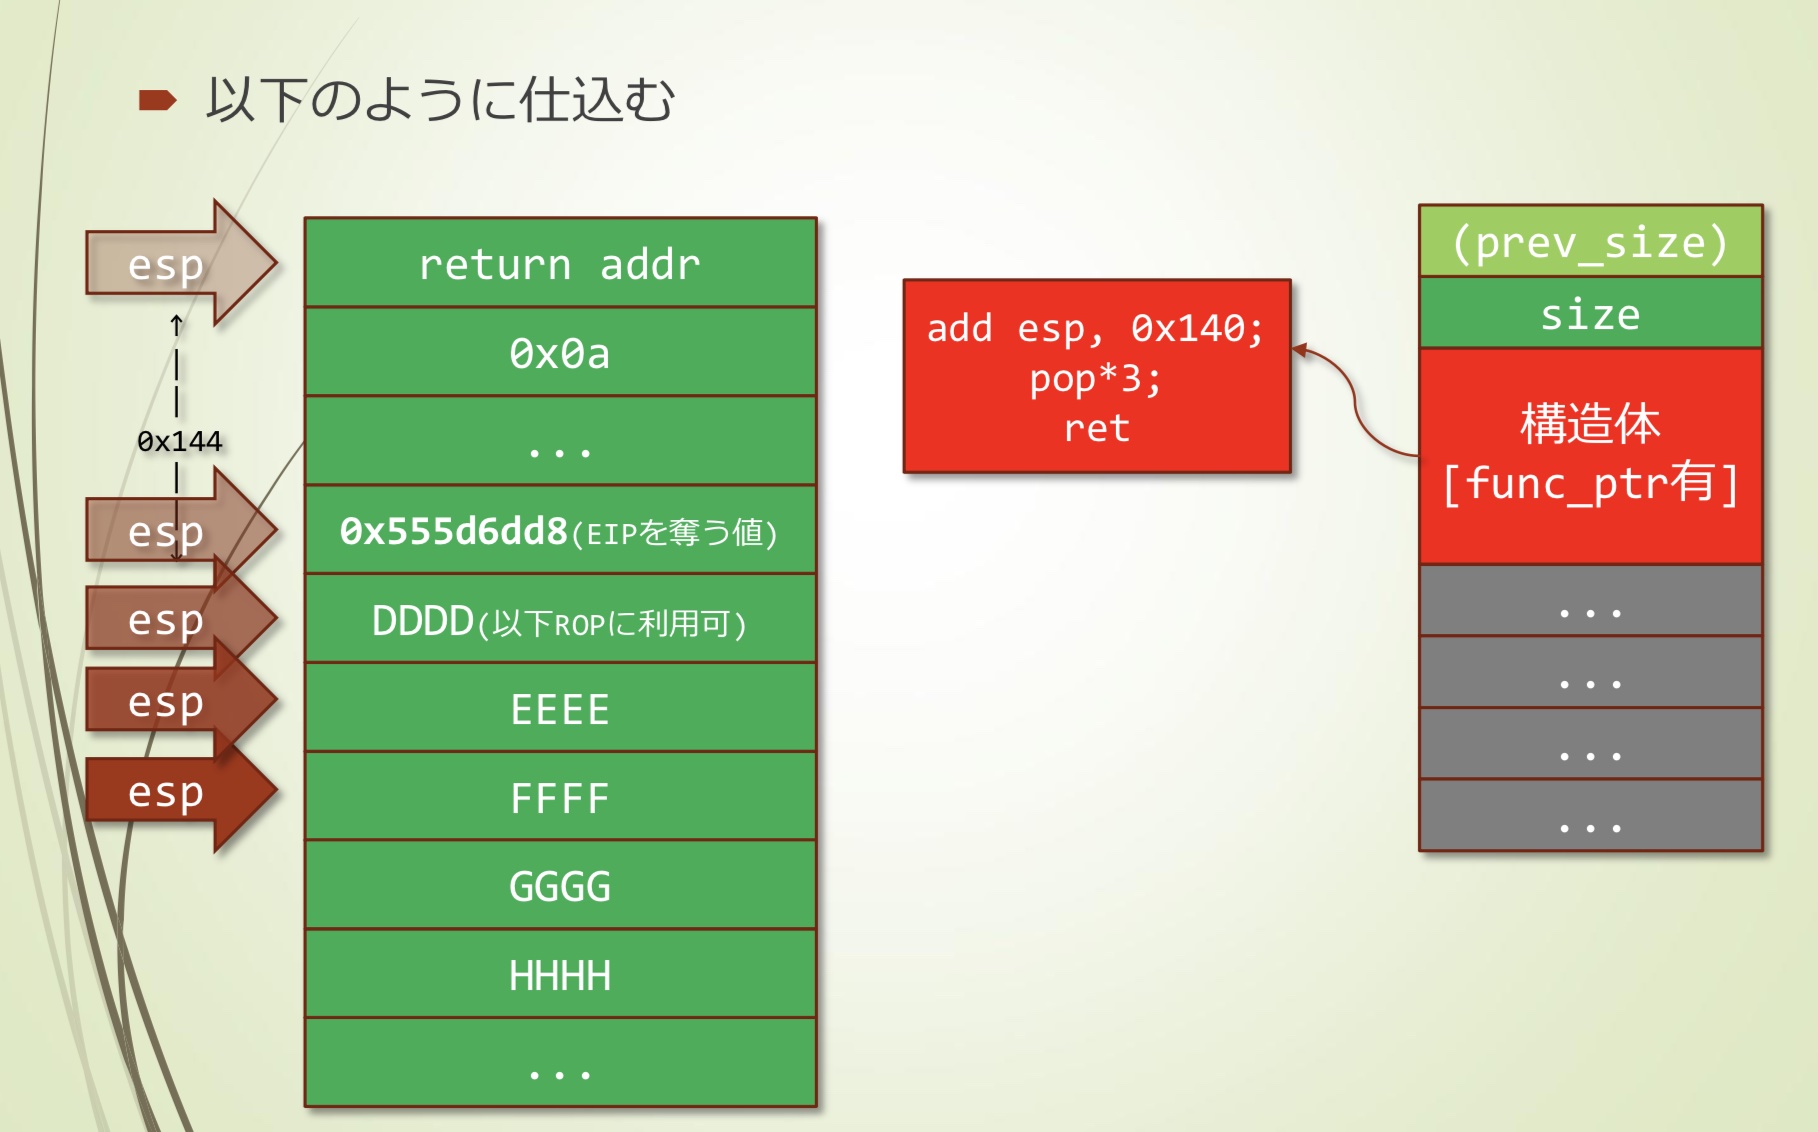 以下のように仕込む
esp
0x144
esp
esp
esp
esp
return addr
0x0a
...
0x555d6dd8(EIPを奪う値)
DDDD(以下ROPに利用可)
EEEE
FFFF
GGGG
HHHH
...
add esp, 0x140;
pop*3;
ret
(prev_size)
size
構造体
[func_ptr有]
...
...
...
...